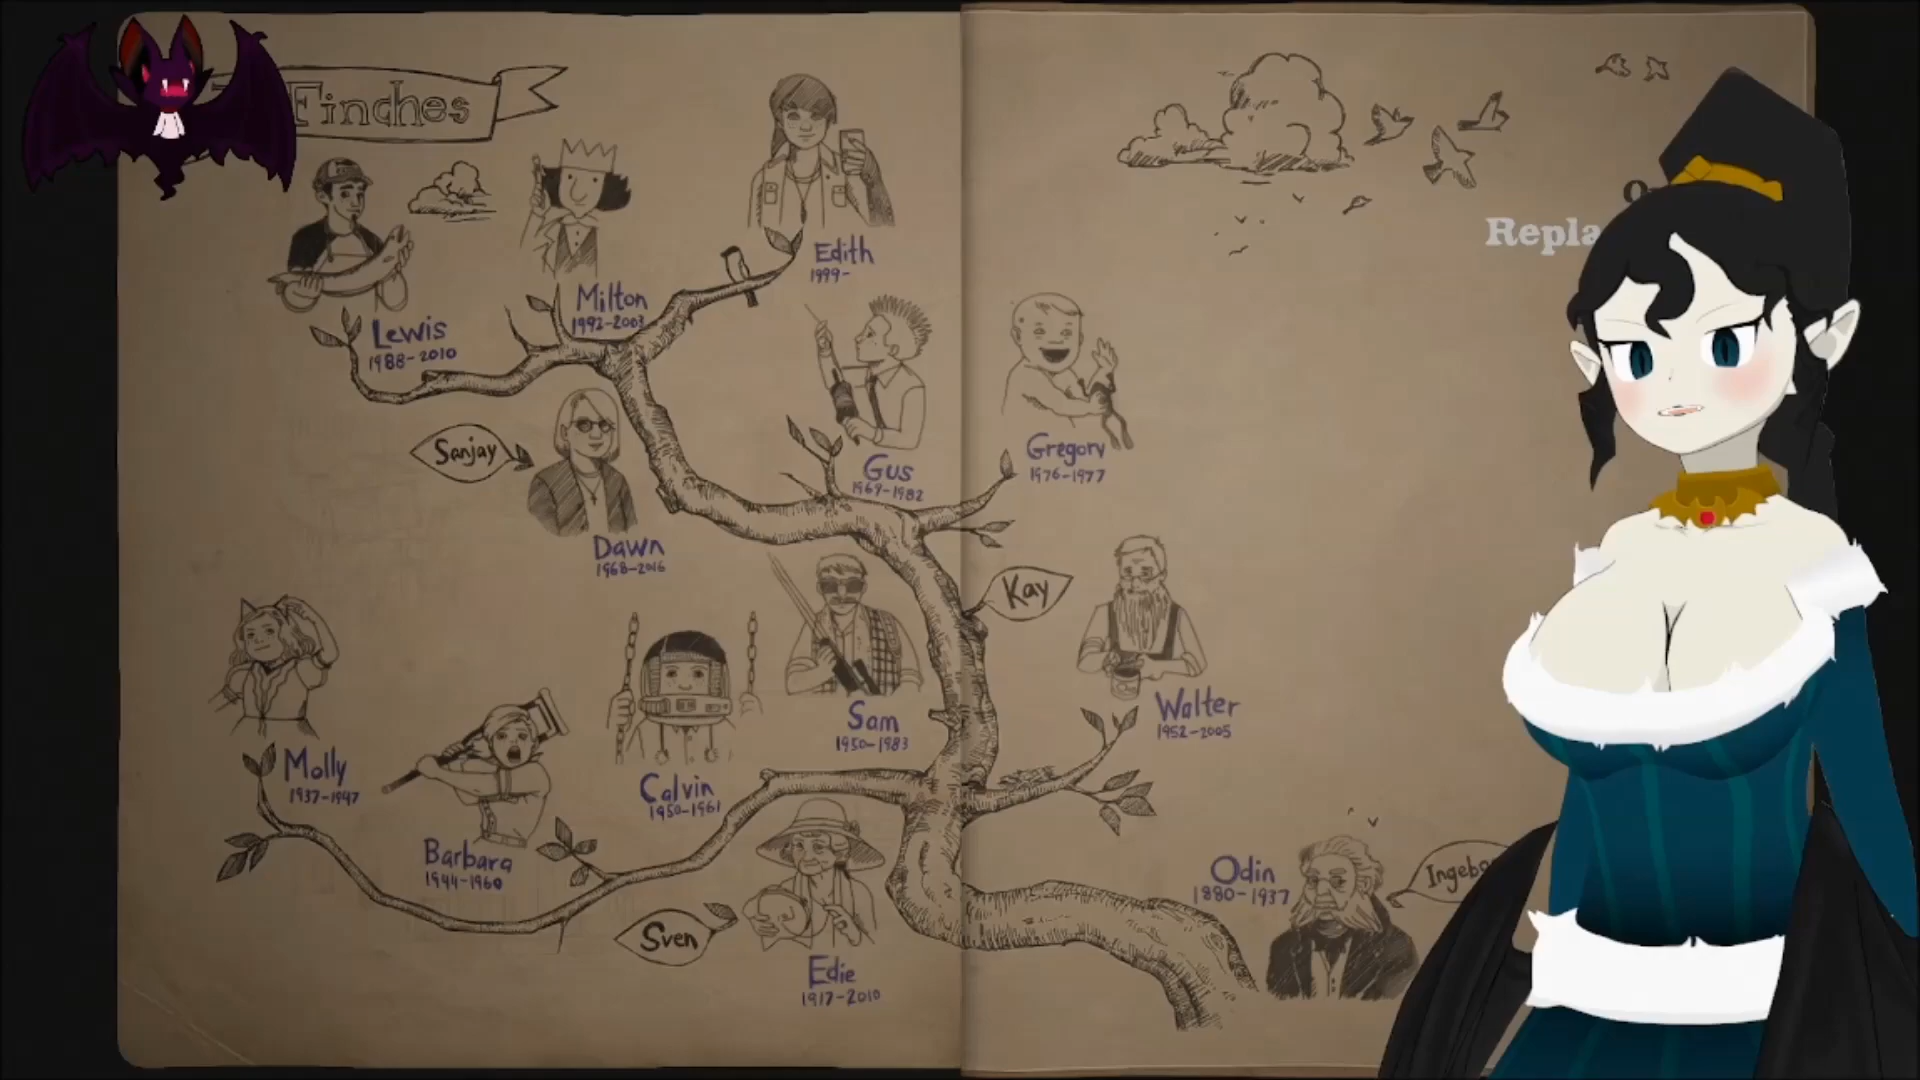 Finches
Edith
1999-
Milton
1992-2003
Lewis
1988-2010
Gus
1969-1982
Gregory
1976-1977
Sanjay
Dawn
1968-2016
Kay
Sam
1950-1983
Walter
1952-2005
Molly
1937-1947
Barbara
1944-1960
Calvin
1950-1961
Odin
1880-1937
Sven
Edie
1917-2010